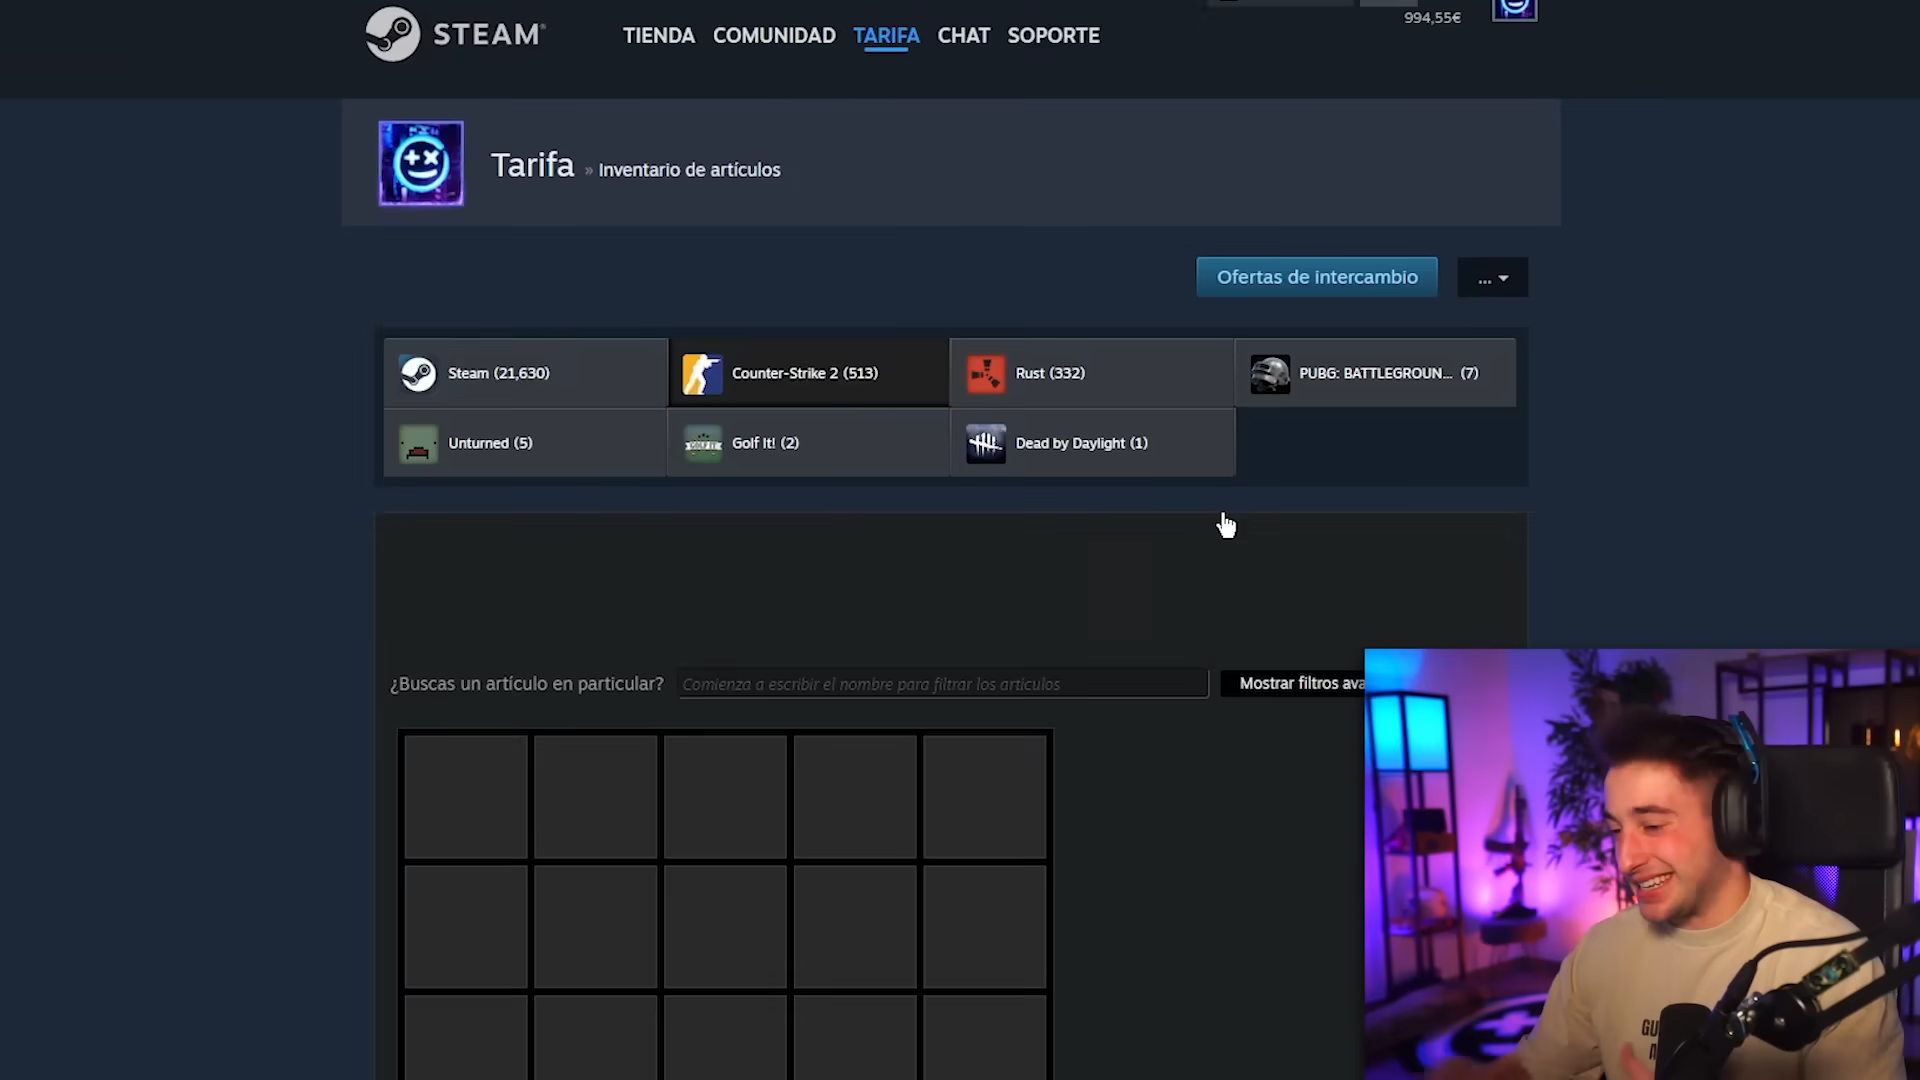 STEAM
TIENDA COMUNIDAD TARIFA CHAT SOPORTE
994,55€
Tarifa » Inventario de artículos
Ofertas de intercambio
...
Steam (21,630)
Counter-Strike 2 (513)
Rust (332)
PUBG: BATTLEGROUN... (7)
Unturned (5)
Golf It! (2)
Dead by Daylight (1)
¿Buscas un artículo en particular?
Comienza a escribir el nombre para filtrar los artículos
Mostrar filtros ava